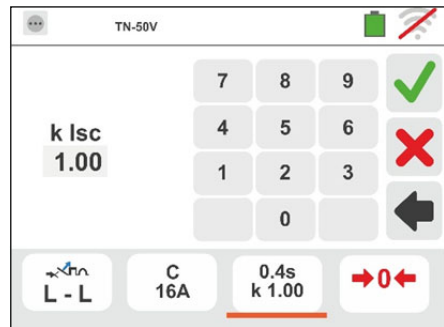 TN-50V
k Isc
1.00
7 8 9
4 5 6
1 2 3
0
L - L
C
16A
0.4s
k 1.00
0